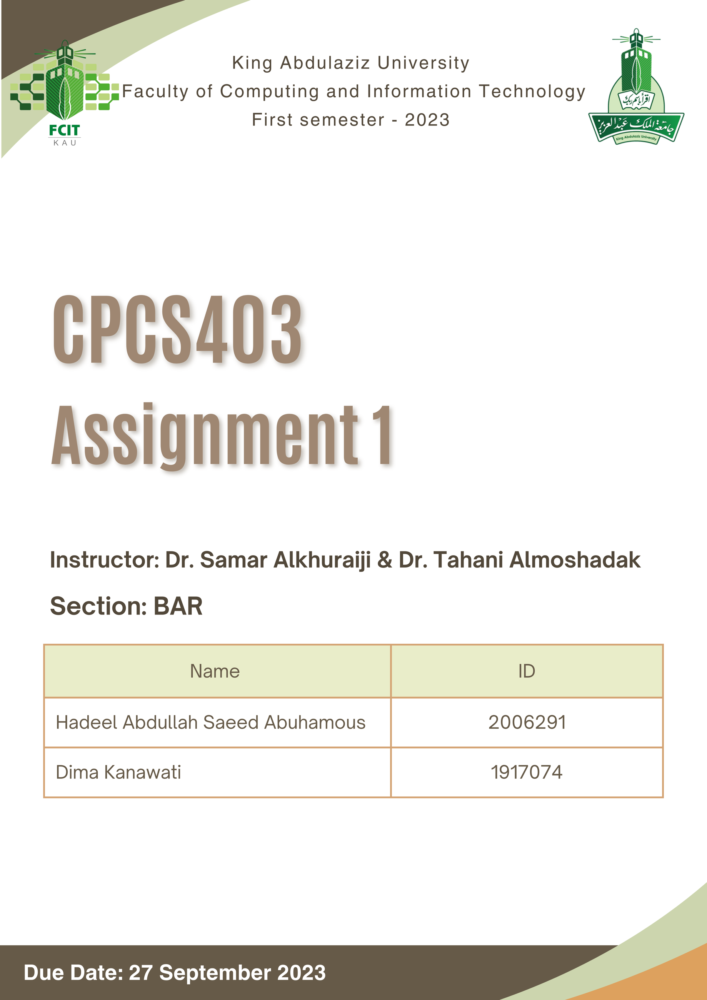 King Abdulaziz University
Faculty of Computing and Information Technology
First semester - 2023
FCIT
KAU
اقرأ باسم ربك
جامعة الملك عبد العزيز
King Abdulaziz University
CPCS403
Assignment 1
Instructor: Dr. Samar Alkhuraiji & Dr. Tahani Almoshadak
Section: BAR
Name ID
Hadeel Abdullah Saeed Abuhamous 2006291
Dima Kanawati 1917074
Due Date: 27 September 2023